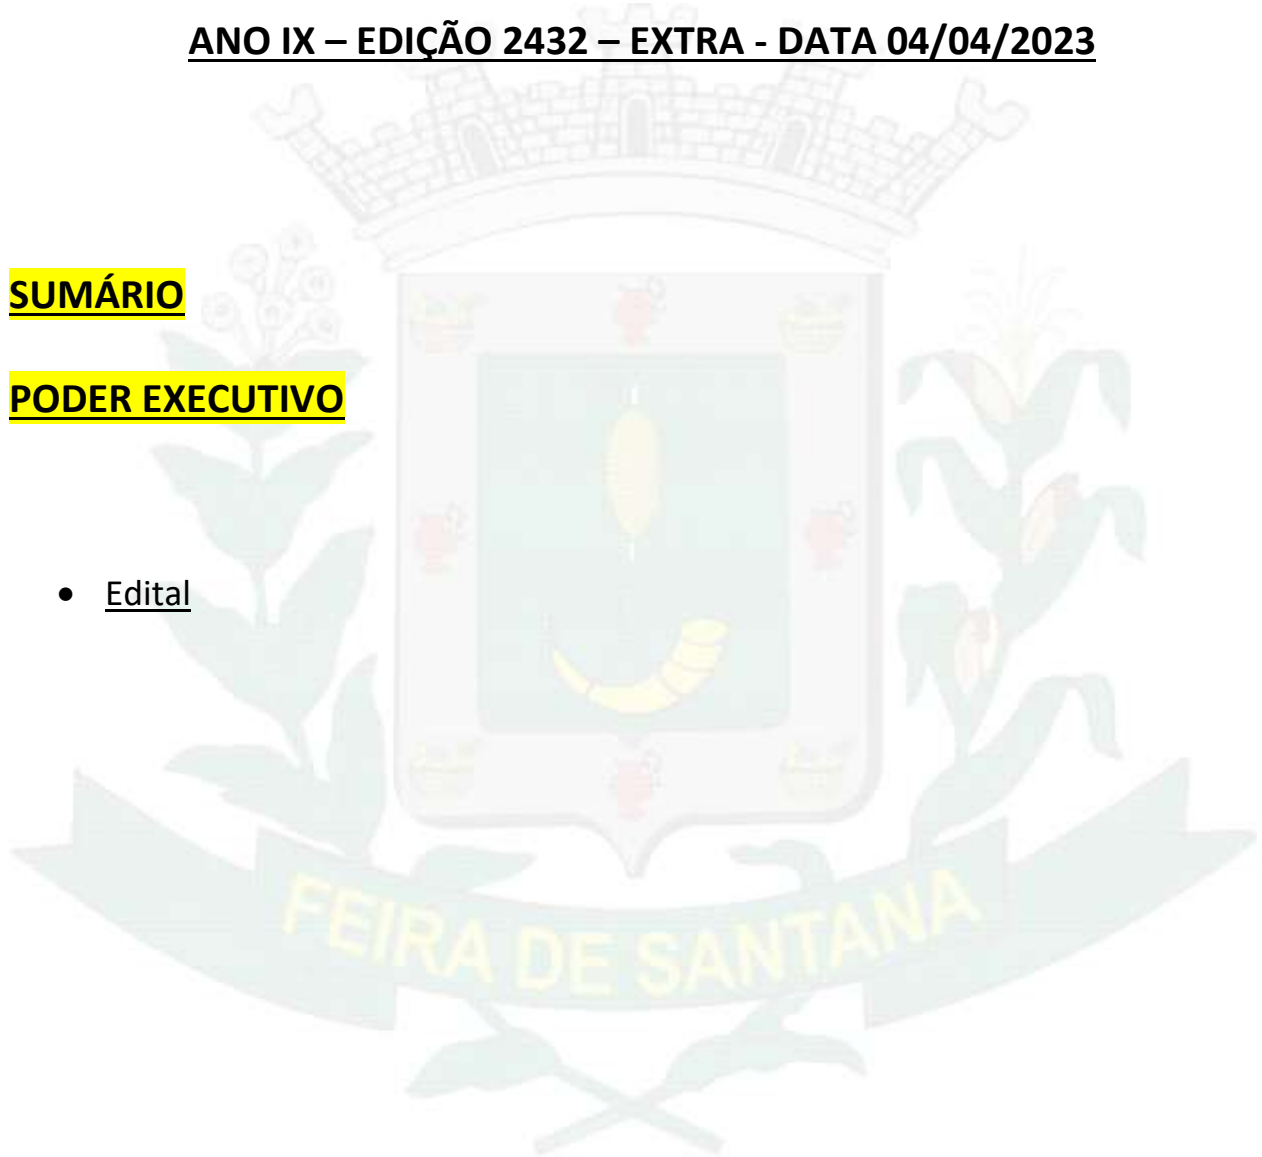 ANO IX – EDIÇÃO 2432 – EXTRA - DATA 04/04/2023
SUMÁRIO
PODER EXECUTIVO
• Edital
FEIRA DE SANTANA